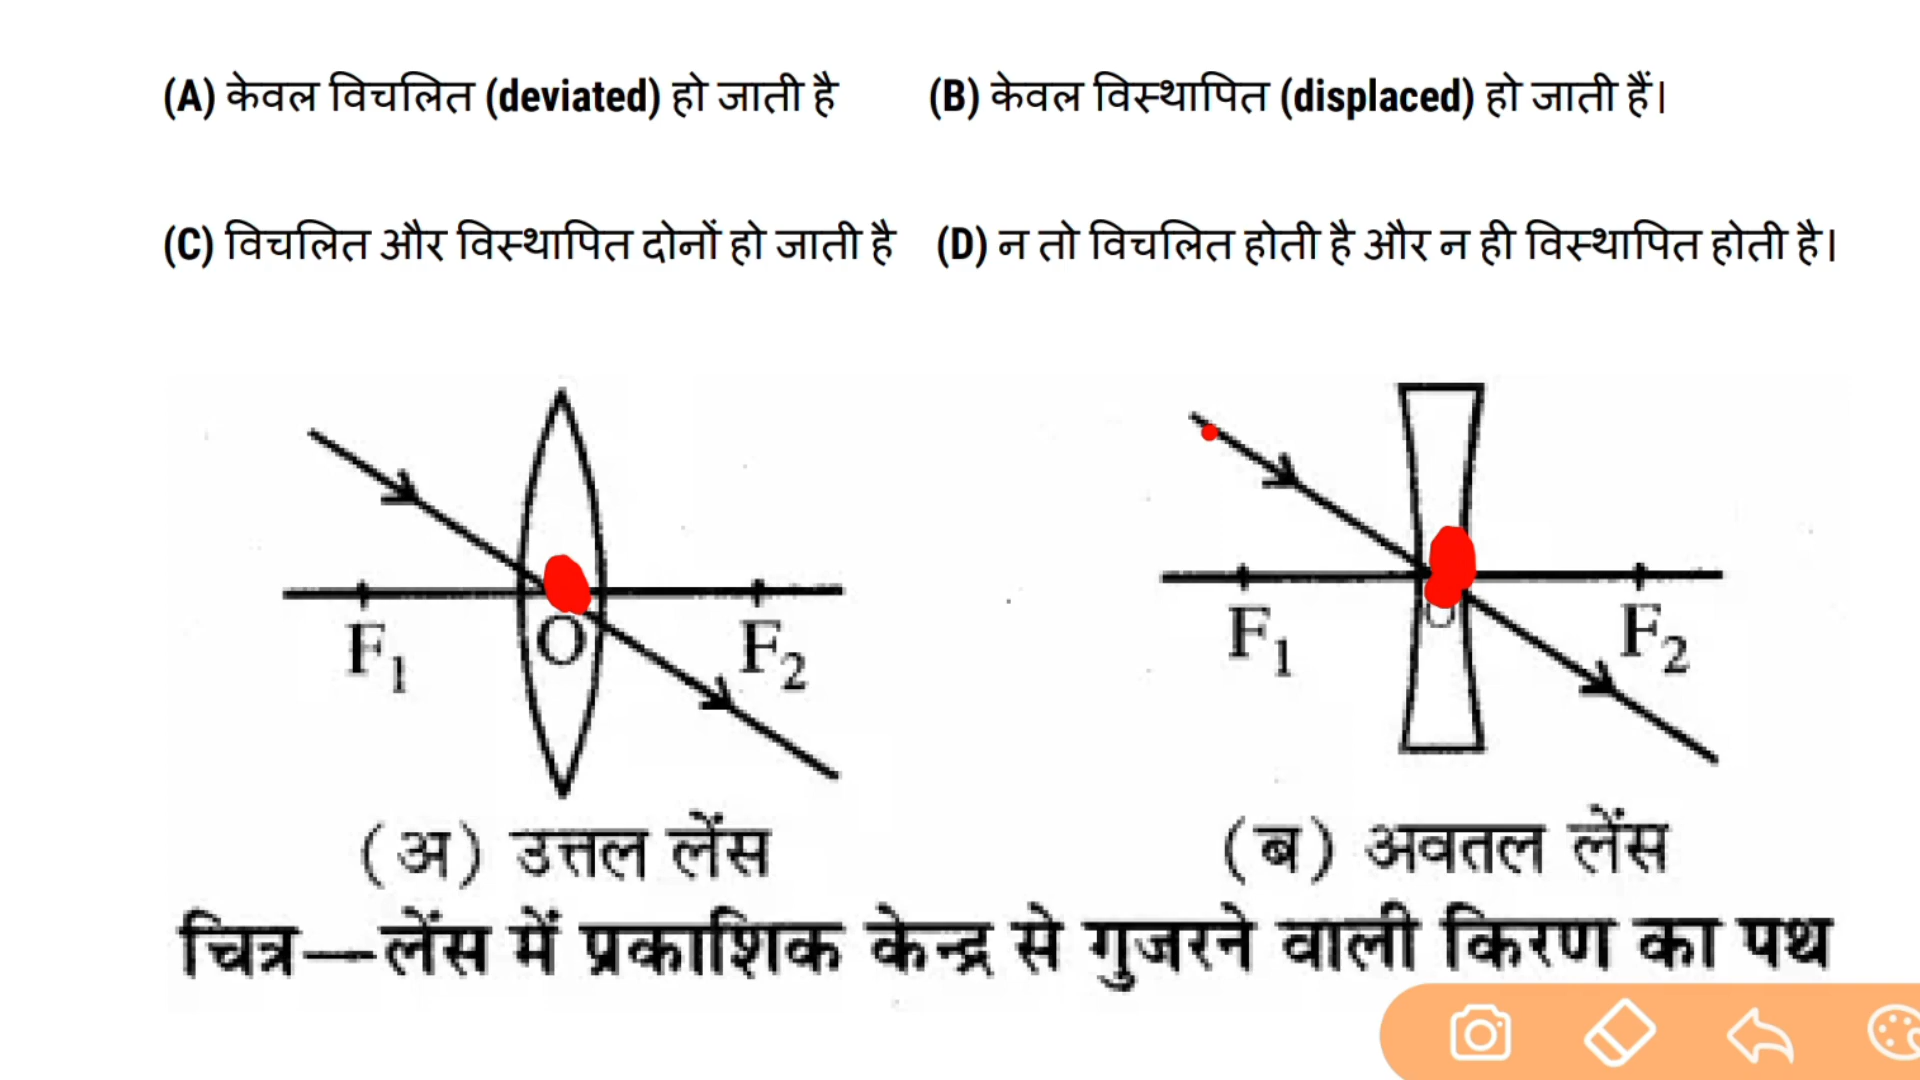 (A) केवल विचलित (deviated) हो जाती है (B) केवल विस्थापित (displaced) हो जाती हैं।
(C) विचलित और विस्थापित दोनों हो जाती है (D) न तो विचलित होती है और न ही विस्थापित होती है।
F₁ O F₂ F₁ F₂
(अ) उत्तल लेंस (ब) अवतल लेंस
चित्र—लेंस में प्रकाशिक केन्द्र से गुजरने वाली किरण का पथ